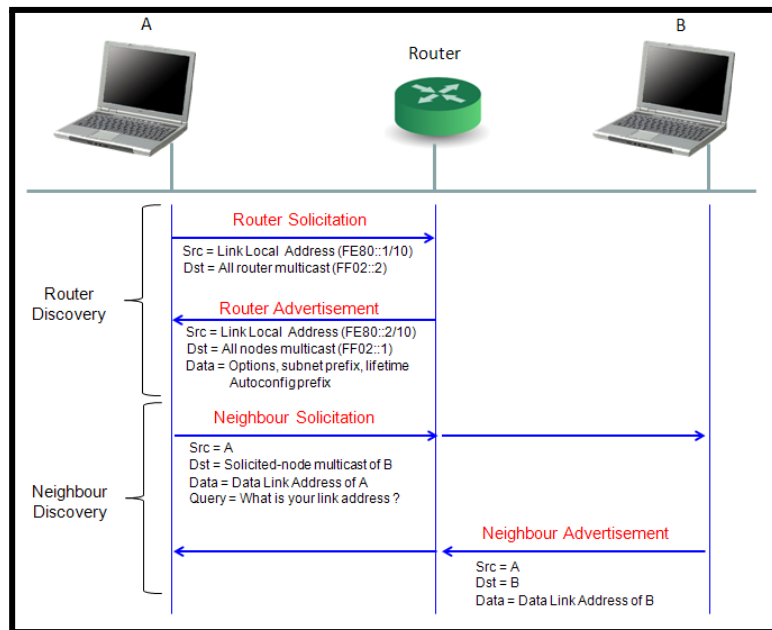 A
Router
B
Router Solicitation
Src = Link Local Address (FE80::1/10)
Dst = All router multicast (FF02::2)
Router
Discovery
Router Advertisement
Src = Link Local Address (FE80::2/10)
Dst = All nodes multicast (FF02::1)
Data = Options, subnet prefix, lifetime
Autoconfig prefix
Neighbour Solicitation
Src = A
Dst = Solicited-node multicast of B
Data = Data Link Address of A
Query = What is your link address ?
Neighbour
Discovery
Neighbour Advertisement
Src = A
Dst = B
Data = Data Link Address of B